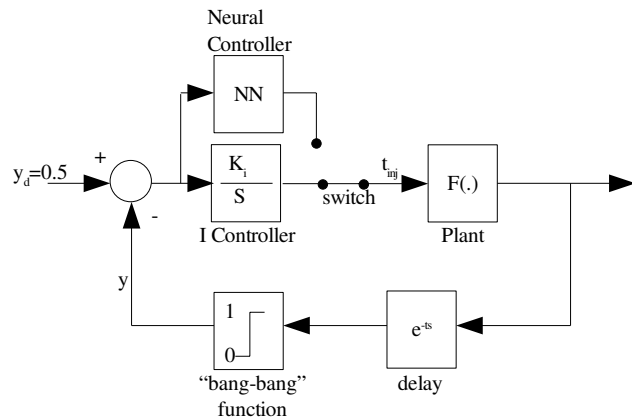 Neural
Controller
NN
y_d=0.5
+
-
K_i
S
I Controller
switch
t_inj
F(.)
Plant
y
1
0
“bang-bang”
function
e^-ts
delay